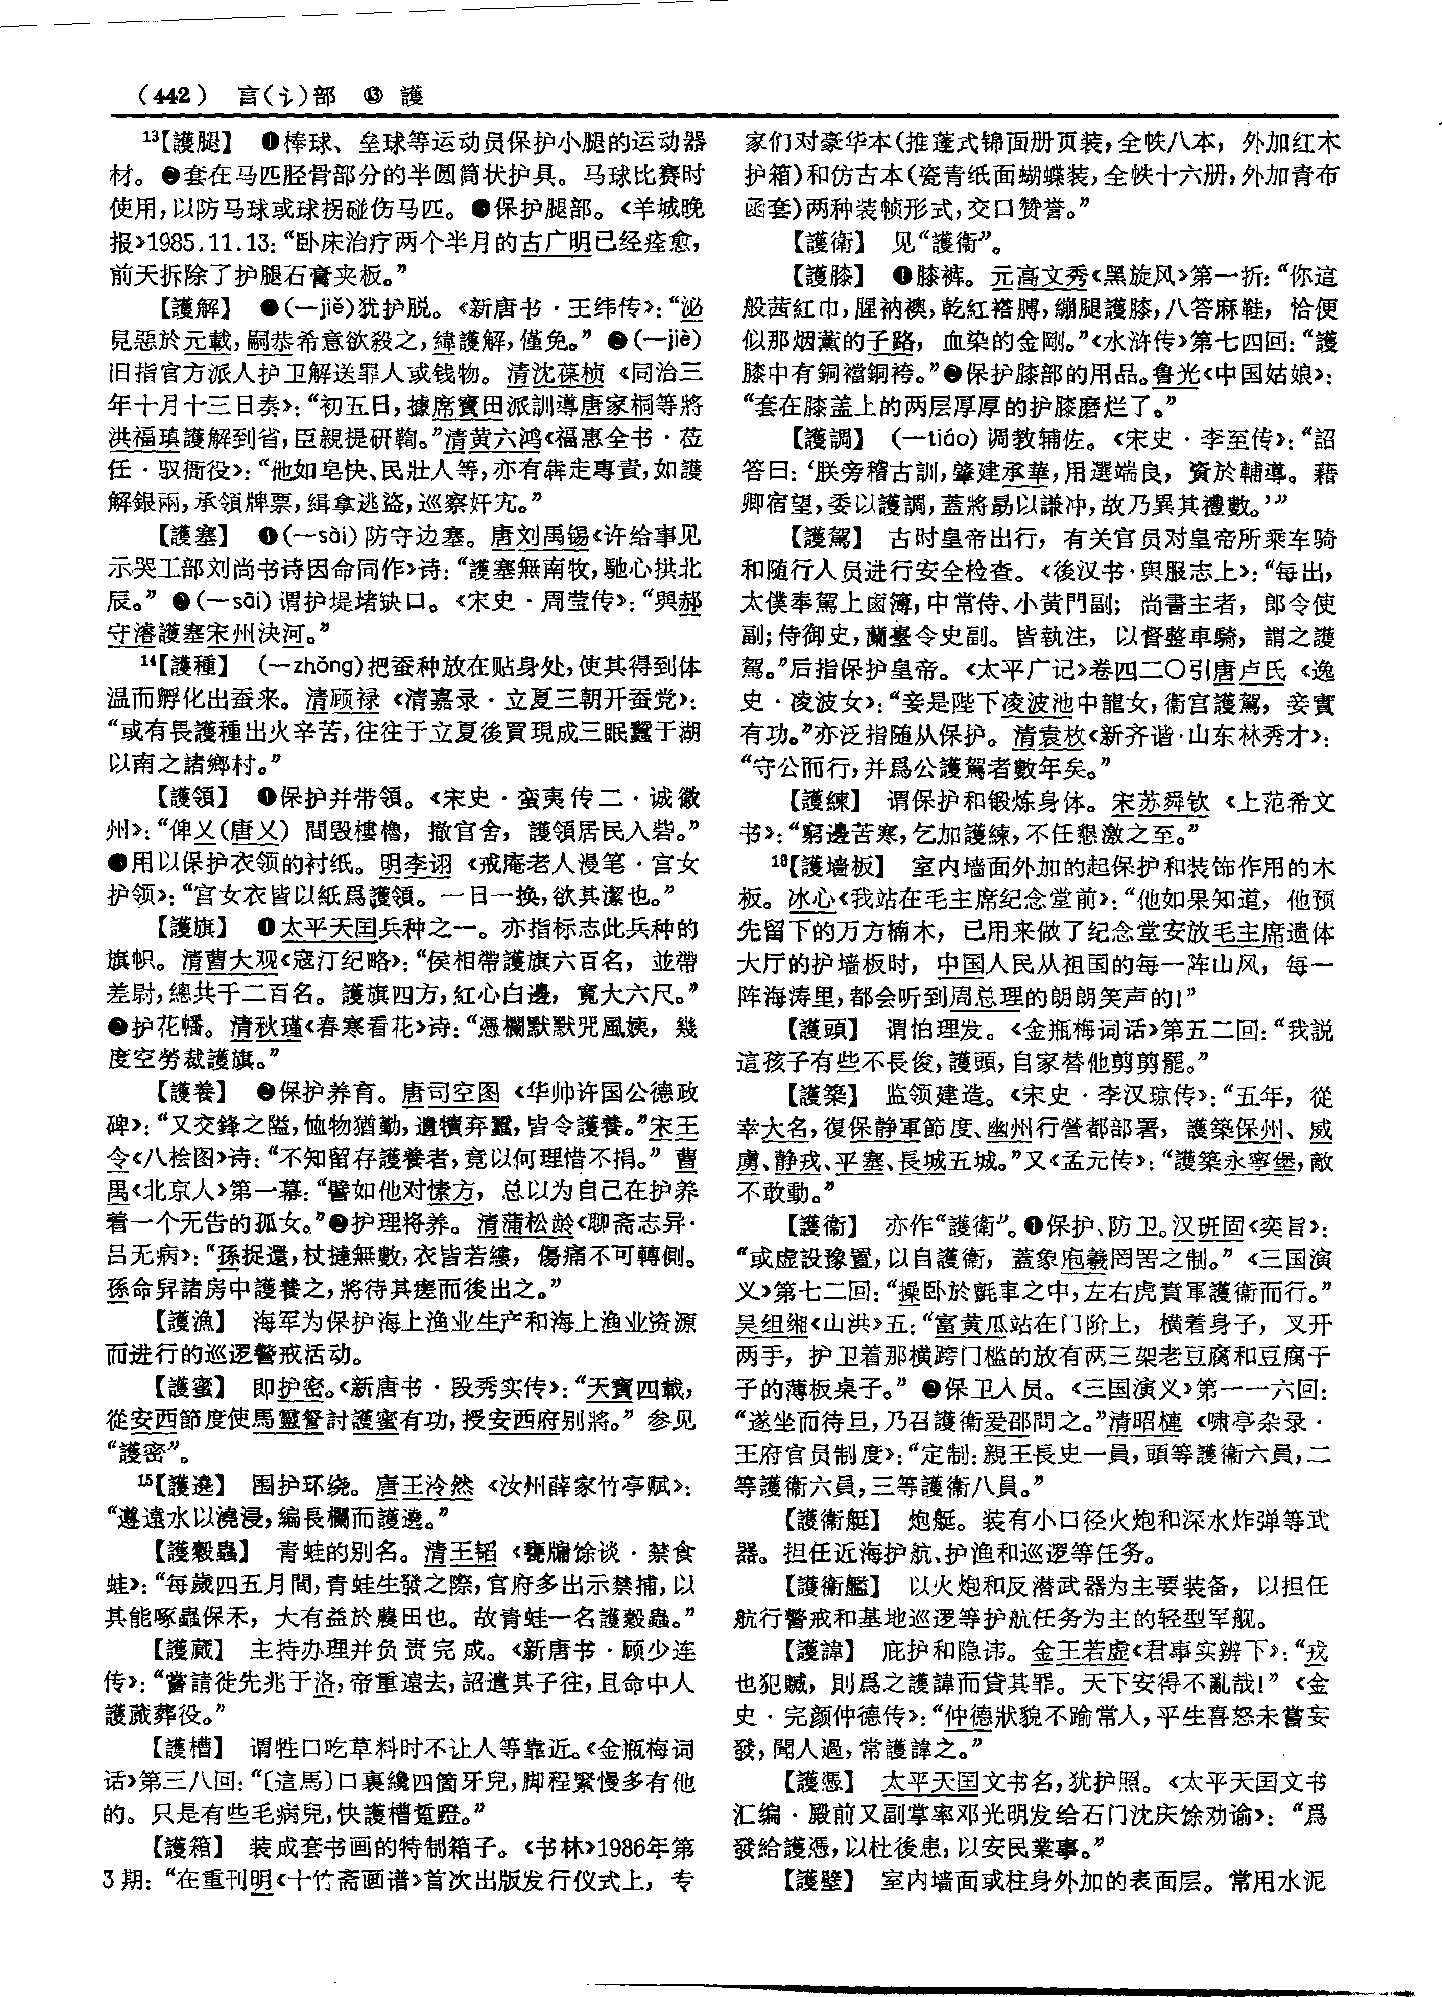 (442) 言(讠)部 ⑬ 護
13【護腿】 ❶棒球、垒球等运动员保护小腿的运动器
材。❷套在马匹胫骨部分的半圆筒状护具。马球比赛时
使用,以防马球或球拐碰伤马匹。❸保护腿部。《羊城晚
报》1985.11.13:“卧床治疗两个半月的古广明已经痊愈,
前天拆除了护腿石膏夹板。”
【護解】 ❶(一jiě)犹护脱。《新唐书·王纬传》:“泌
見惡於元載,嗣恭希意欲殺之,緯護解,僅免。” ❷(一jiè)
旧指官方派人护卫解送罪人或钱物。清沈葆桢《同治三
年十月十三日奏》:“初五日,據席寶田派訓導唐家桐等將
洪福瑱護解到省,臣親提研鞫。”清黄六鸿《福惠全书·莅
任·驭衙役》:“他如皂快、民壯人等,亦有犇走專責,如護
解銀兩,承領牌票,緝拿逃盜,巡察奸宄。”
【護塞】 ❶(一sài)防守边塞。唐刘禹锡《许给事见
示哭工部刘尚书诗因命同作》诗:“護塞無南牧,馳心拱北
辰。” ❷(一sāi)谓护堤堵缺口。《宋史·周莹传》:“與郝
守濬護塞宋州決河。”
14【護種】 (一zhǒng)把蚕种放在贴身处,使其得到体
温而孵化出蚕来。清顾禄《清嘉录·立夏三朝开蚕党》:
“或有畏護種出火辛苦,往往于立夏後買現成三眠蠶于湖
以南之諸鄉村。”
【護領】 ❶保护并带领。《宋史·蛮夷传二·诚徽
州》:“俾乂(唐乂)間毀樓櫓,撤官舍,護領居民入砦。”
❷用以保护衣领的衬纸。明李诩《戒庵老人漫笔·宫女
护领》:“宫女衣皆以紙爲護領。一日一换,欲其潔也。”
【護旗】 ❶太平天国兵种之一。亦指标志此兵种的
旗帜。清曹大观《寇汀纪略》:“侯相帶護旗六百名,並帶
差尉,總共千二百名。護旗四方,紅心白邊,寬大六尺。”
❷护花幡。清秋瑾《春寒看花》诗:“憑欄默默咒風姨,幾
度空勞裁護旗。”
【護養】 ❶保护养育。唐司空图《华帅许国公德政
碑》:“又交鋒之隘,恤物猶勤,遺犢弃蠶,皆令護養。”宋王
令《八桧图》诗:“不知留存護養者,竟以何理惜不捐。” 曹
禺《北京人》第一幕:“譬如他对愫方,总以为自己在护养
着一个无告的孤女。”❷护理将养。清蒲松龄《聊斋志异·
吕无病》:“孫捉還,杖撻無數,衣皆若縷,傷痛不可轉側。
孫命舁諸房中護養之,將待其瘥而後出之。”
【護漁】 海军为保护海上渔业生产和海上渔业资源
而进行的巡逻警戒活动。
【護蜜】 即护密。《新唐书·段秀实传》:“天寶四載,
從安西節度使馬靈詧討護蜜有功,授安西府别將。” 参见
“護密”。
15【護遶】 围护环绕。唐王泠然《汝州薛家竹亭赋》:
“遵遠水以澆浸,編長欄而護遶。”
【護穀蟲】 青蛙的别名。清王韬《甕牖馀谈·禁食
蛙》:“每歲四五月間,青蛙生發之際,官府多出示禁捕,以
其能啄蟲保禾,大有益於農田也。故青蛙一名護穀蟲。”
【護蕆】 主持办理并负责完成。《新唐书·顾少连
传》:“嘗請徙先兆于洛,帝重遠去,詔遣其子往,且命中人
護蕆葬役。”
【護槽】 谓牲口吃草料时不让人等靠近。《金瓶梅词
话》第三八回:“〔這馬〕口裏纔四個牙兒,脚程緊慢多有他
的。只是有些毛病兒,快護槽踅蹬。”
【護箱】 装成套书画的特制箱子。《书林》1986年第
3期:“在重刊明《十竹斋画谱》首次出版发行仪式上,专
家们对豪华本(推蓬式锦面册页装,全帙八本,外加红木
护箱)和仿古本(瓷青纸面蝴蝶装,全帙十六册,外加青布
函套)两种装帧形式,交口赞誉。”
【護衛】 见“護衞”。
【護膝】 ❶膝裤。元高文秀《黑旋风》第一折:“你這
般茜紅巾,腥衲襖,乾紅褡膊,綳腿護膝,八答麻鞋,恰便
似那烟薰的子路,血染的金剛。”《水浒传》第七四回:“護
膝中有銅襠銅袴。”❷保护膝部的用品。鲁光《中国姑娘》:
“套在膝盖上的两层厚厚的护膝磨烂了。”
【護調】 (一tiáo)调教辅佐。《宋史·李至传》:“詔
答曰:‘朕旁稽古訓,肇建承華,用選端良,資於輔導。藉
卿宿望,委以護調,蓋將勗以謙冲,故乃異其禮數。’”
【護駕】 古时皇帝出行,有关官员对皇帝所乘车骑
和随行人员进行安全检查。《後汉书·舆服志上》:“每出,
太僕奉駕上鹵簿,中常侍、小黄門副;尚書主者,郎令史
副;侍御史,蘭臺令史副。皆執注,以督整車騎,謂之護
駕。”后指保护皇帝。《太平广记》卷四二〇引唐卢氏《逸
史·凌波女》:“妾是陛下凌波池中龍女,衞宫護駕,妾實
有功。”亦泛指随从保护。清袁枚《新齐谐·山东林秀才》:
“守公而行,并爲公護駕者數年矣。”
【護練】 谓保护和锻炼身体。宋苏舜钦《上范希文
书》:“窮邊苦寒,乞加護練,不任懇激之至。”
16【護墙板】 室内墙面外加的起保护和装饰作用的木
板。冰心《我站在毛主席纪念堂前》:“他如果知道,他预
先留下的万方楠木,已用来做了纪念堂安放毛主席遗体
大厅的护墙板时,中国人民从祖国的每一阵山风,每一
阵海涛里,都会听到周总理的朗朗笑声的!”
【護頭】 谓怕理发。《金瓶梅词话》第五二回:“我説
這孩子有些不長俊,護頭,自家替他剪剪罷。”
【護築】 监领建造。《宋史·李汉琼传》:“五年,從
幸大名,復保静軍節度、幽州行營都部署,護築保州、威
虜、静戎、平塞、長城五城。”又《孟元传》:“護築永寧堡,敵
不敢動。”
【護衞】 亦作“護衛”。❶保护、防卫。汉班固《奕旨》:
“或虚設豫置,以自護衛,蓋象庖羲罔罟之制。”《三国演
义》第七二回:“操卧於氈車之中,左右虎賁軍護衞而行。”
吴组缃《山洪》五:“富黄瓜站在门阶上,横着身子,叉开
两手,护卫着那横跨门槛的放有两三架老豆腐和豆腐干
子的薄板桌子。” ❷保卫人员。《三国演义》第一一六回:
“遂坐而待旦,乃召護衞爰邵問之。”清昭梿《啸亭杂录·
王府官员制度》:“定制:親王長史一員,頭等護衞六員,二
等護衞六員,三等護衞八員。”
【護衞艇】 炮艇。装有小口径火炮和深水炸弹等武
器。担任近海护航、护渔和巡逻等任务。
【護衞艦】 以火炮和反潜武器为主要装备,以担任
航行警戒和基地巡逻等护航任务为主的轻型军舰。
【護諱】 庇护和隐讳。金王若虚《君事实辨下》:“戎
也犯贓,則爲之護諱而貸其罪。天下安得不亂哉!”《金
史·完颜仲德传》:“仲德狀貌不踰常人,平生喜怒未嘗妄
發,聞人過,常護諱之。”
【護憑】 太平天国文书名,犹护照。《太平天国文书
汇编·殿前又副掌率邓光明发给石门沈庆馀劝谕》:“爲
發給護憑,以杜後患,以安民業事。”
【護壁】 室内墙面或柱身外加的表面层。常用水泥